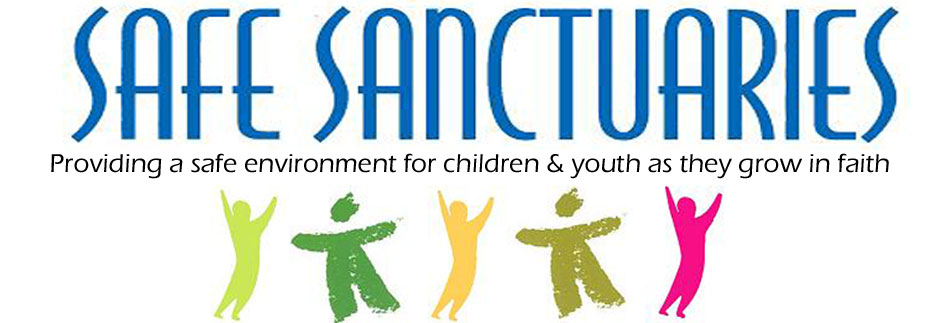 SAFE SANCTUARIES
Providing a safe environment for children & youth as they grow in faith